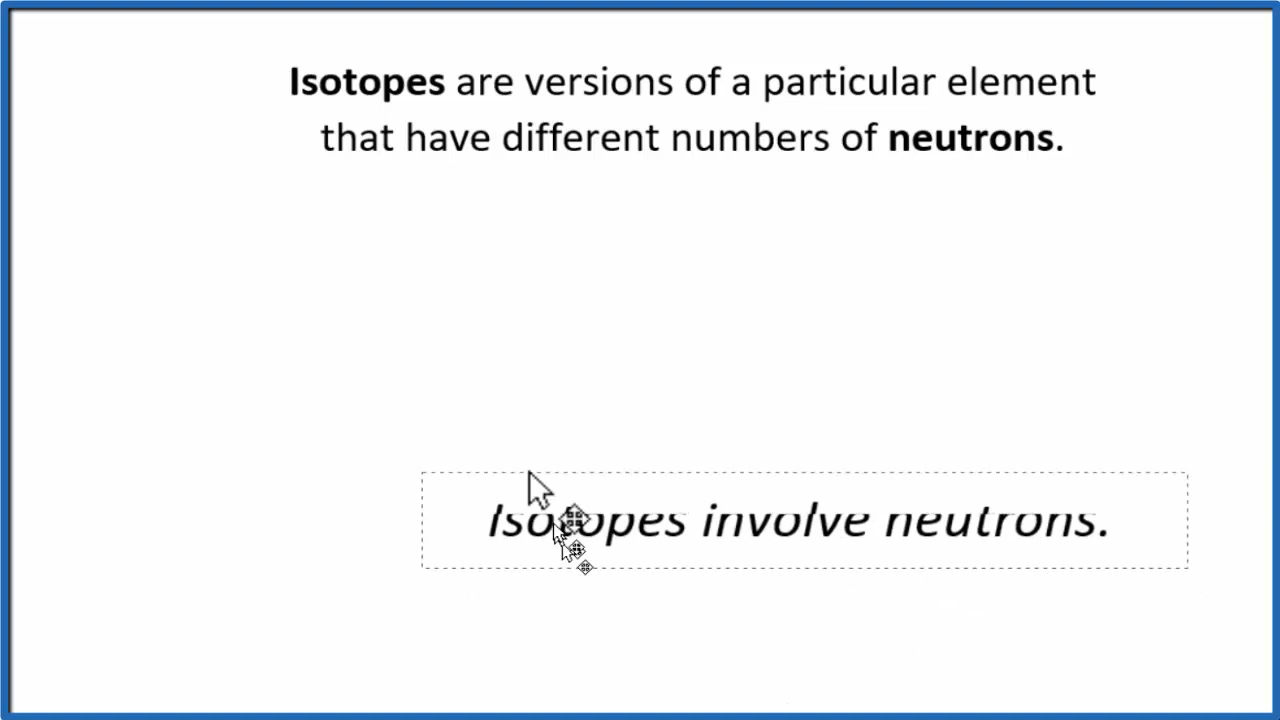 Isotopes are versions of a particular element
that have different numbers of neutrons.
Isotopes involve neutrons.